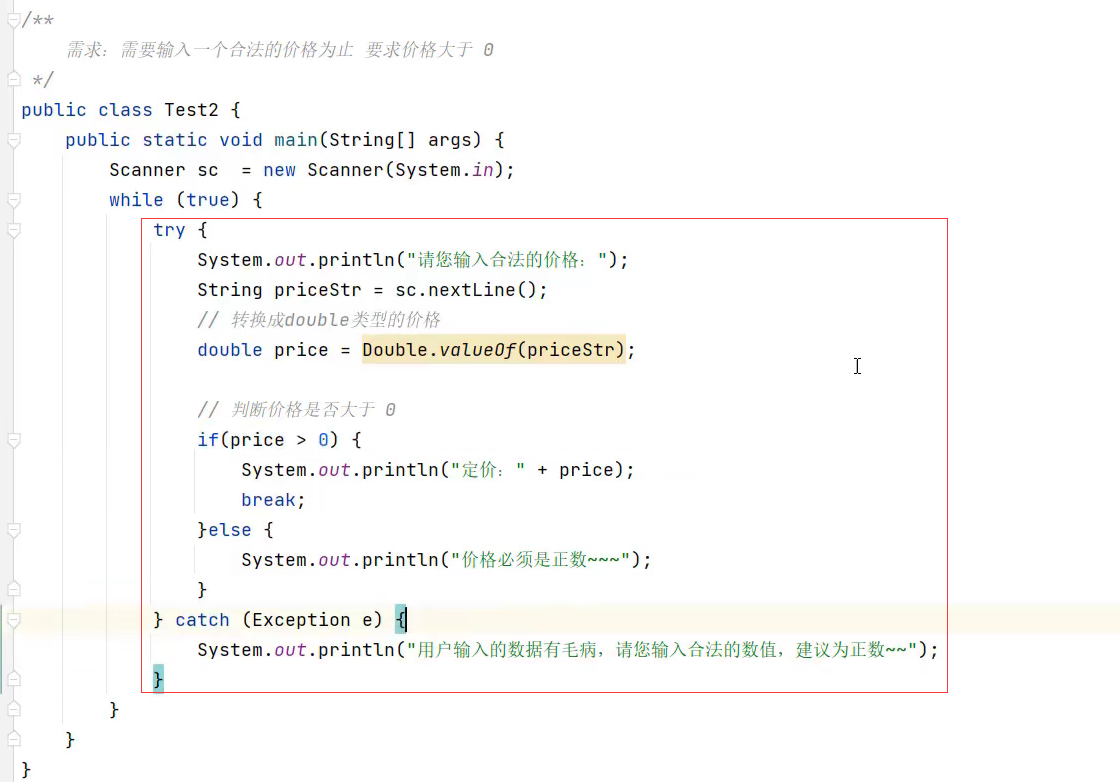 /**
    需求：需要输入一个合法的价格为止 要求价格大于 0
 */
public class Test2 {
    public static void main(String[] args) {
        Scanner sc  = new Scanner(System.in);
        while (true) {
            try {
                System.out.println("请您输入合法的价格：");
                String priceStr = sc.nextLine();
                // 转换成double类型的价格
                double price = Double.valueOf(priceStr);
                // 判断价格是否大于 0
                if(price > 0) {
                    System.out.println("定价：" + price);
                    break;
                }else {
                    System.out.println("价格必须是正数~~~");
                }
            } catch (Exception e) {
                System.out.println("用户输入的数据有毛病，请您输入合法的数值，建议为正数~~");
            }
        }
    }
}